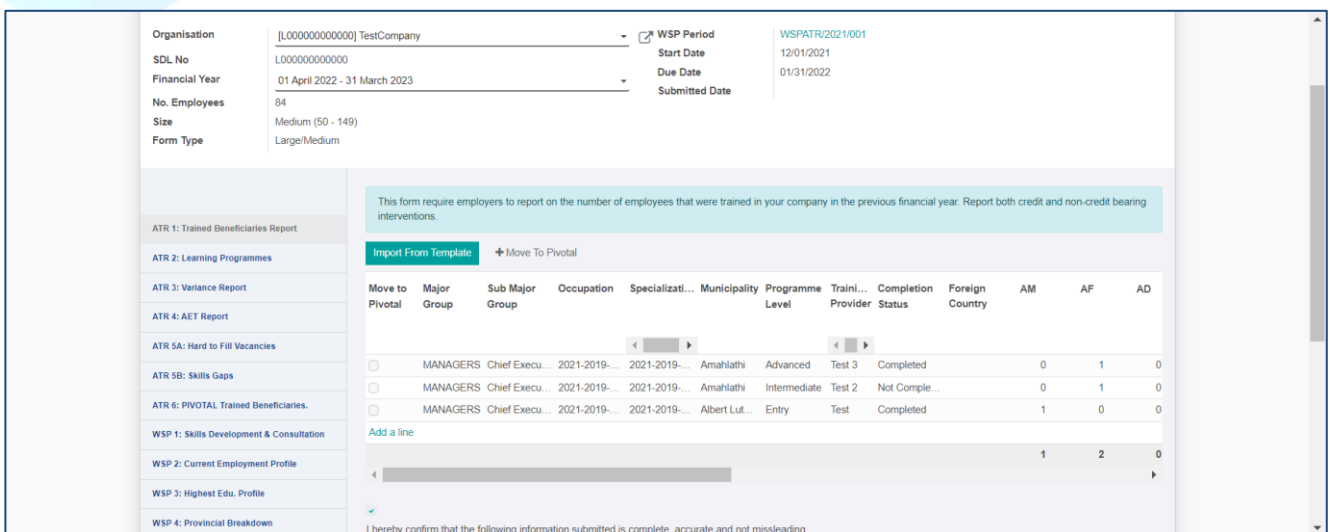 Organisation [L000000000000] TestCompany
WSP Period WSPATR/2021/001
SDL No L000000000000
Start Date 12/01/2021
Financial Year 01 April 2022 - 31 March 2023
Due Date 01/31/2022
Submitted Date
No. Employees 84
Size Medium (50 - 149)
Form Type Large/Medium
This form require employers to report on the number of employees that were trained in your company in the previous financial year. Report both credit and non-credit bearing
interventions.
ATR 1: Trained Beneficiaries Report
ATR 2: Learning Programmes
ATR 3: Variance Report
ATR 4: AET Report
ATR 5A: Hard to Fill Vacancies
ATR 5B: Skills Gaps
ATR 6: PIVOTAL Trained Beneficiaries.
WSP 1: Skills Development & Consultation
WSP 2: Current Employment Profile
WSP 3: Highest Edu. Profile
WSP 4: Provincial Breakdown
Import From Template + Move To Pivotal
Move to Major Sub Major Occupation Specializati... Municipality Programme Traini... Completion Foreign AM AF AD
Pivotal Group Group Level Provider Status Country
MANAGERS Chief Execu... 2021-2019-... 2021-2019-... Amahlathi Advanced Test 3 Completed 0 1 0
MANAGERS Chief Execu... 2021-2019-... 2021-2019-... Amahlathi Intermediate Test 2 Not Comple... 0 1 0
MANAGERS Chief Execu... 2021-2019-... 2021-2019-... Albert Lut... Entry Test Completed 1 0 0
Add a line
1 2 0
I hereby confirm that the following information submitted is complete, accurate and not missleading